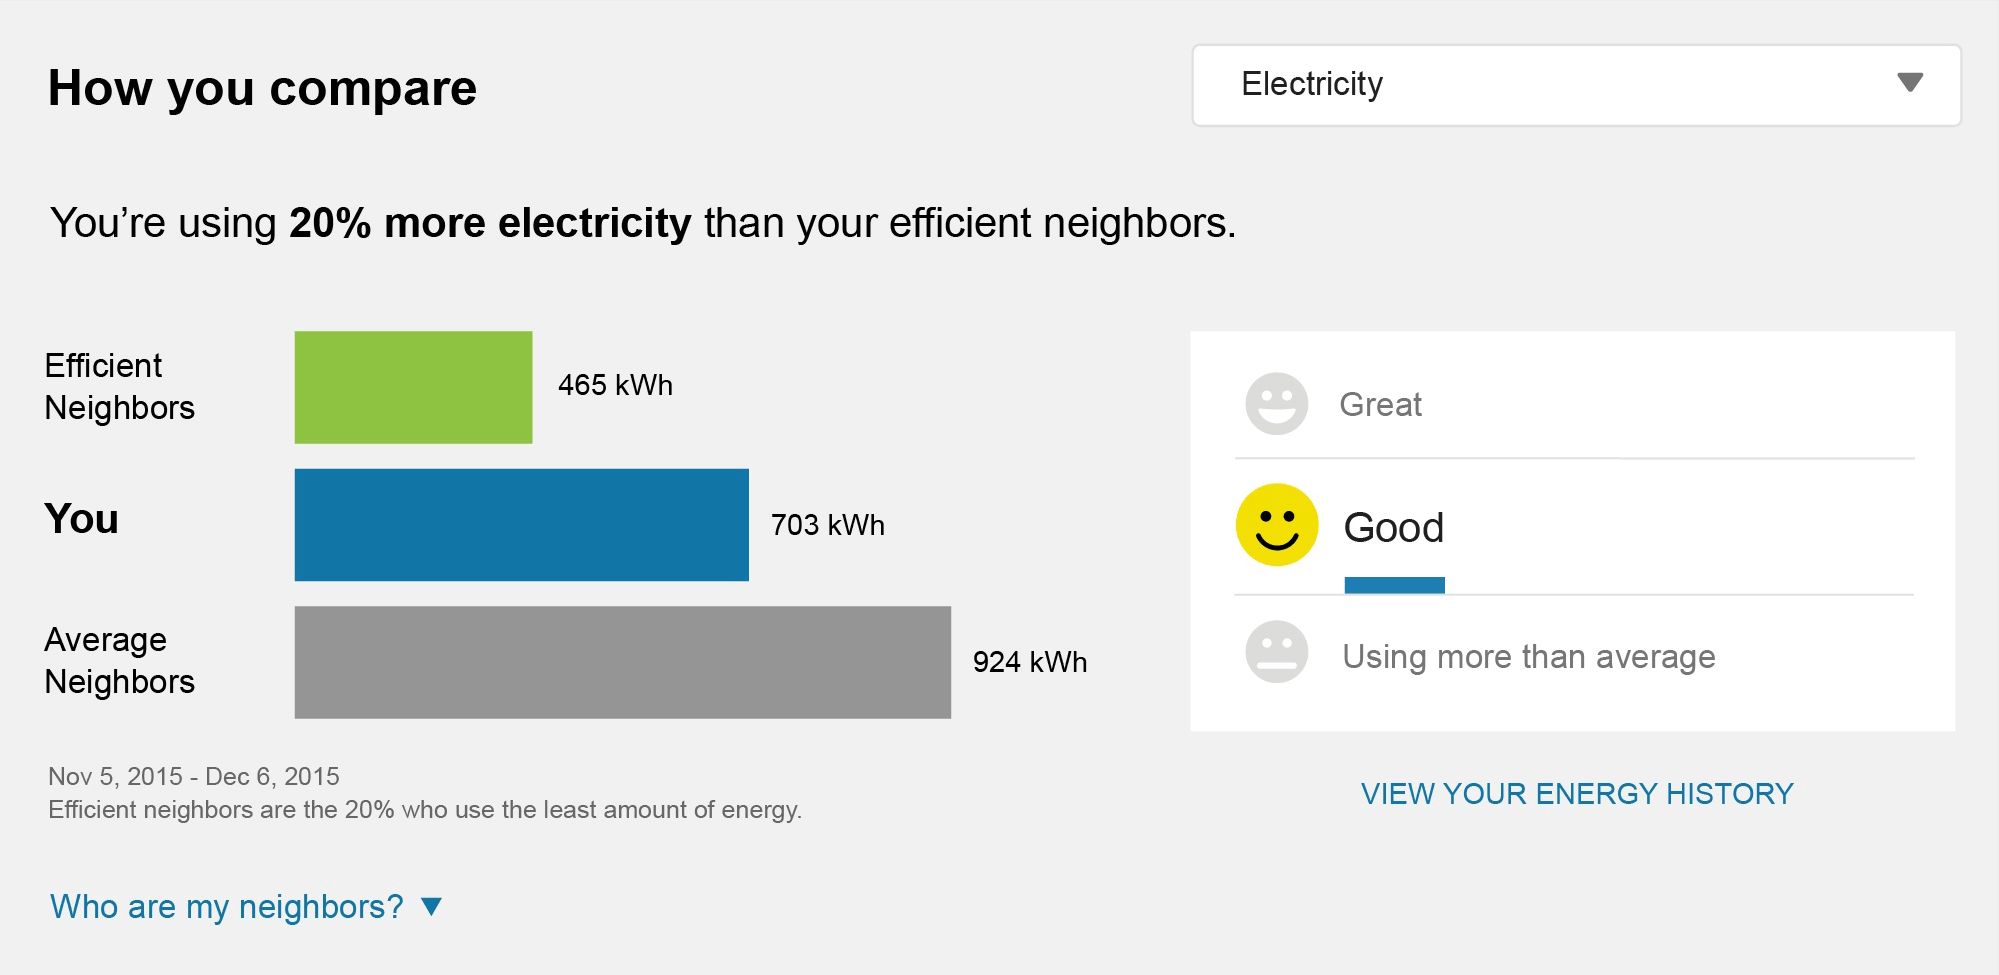 How you compare
Electricity
You’re using 20% more electricity than your efficient neighbors.
Efficient
Neighbors
465 kWh
You
703 kWh
Average
Neighbors
924 kWh
Great
Good
Using more than average
Nov 5, 2015 - Dec 6, 2015
Efficient neighbors are the 20% who use the least amount of energy.
VIEW YOUR ENERGY HISTORY
Who are my neighbors?